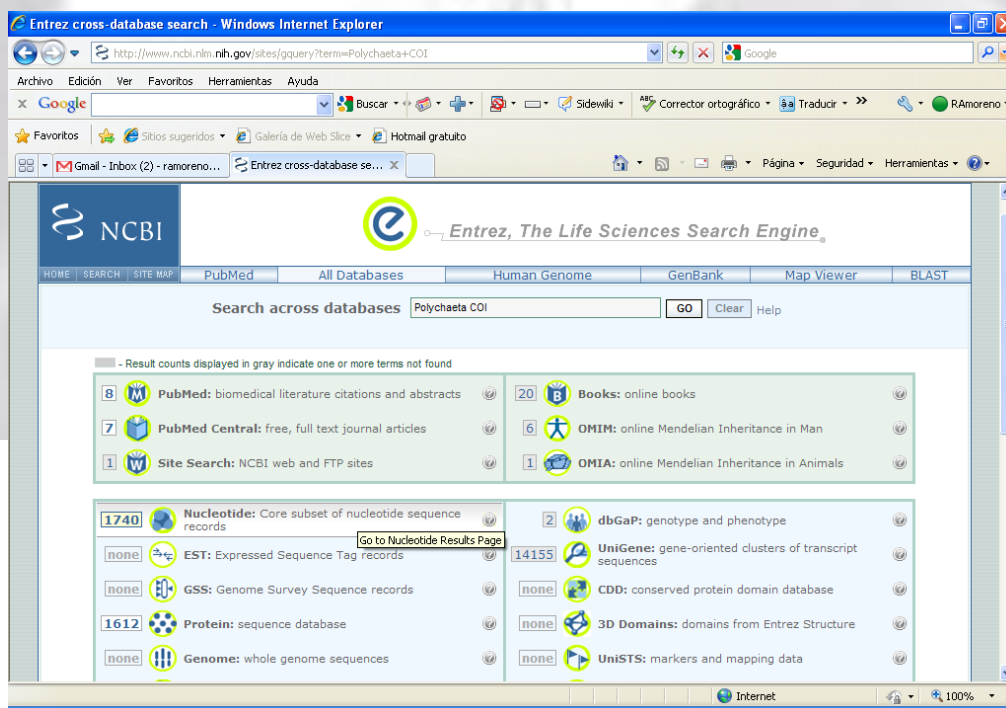 Entrez cross-database search - Windows Internet Explorer
http://www.ncbi.nlm.nih.gov/sites/gquery?term=Polychaeta+COI
Google
Archivo Edición Ver Favoritos Herramientas Ayuda
x Google Buscar Sidewiki ABC Corrector ortográfico Traducir » RAmoreno
Favoritos Sitios sugeridos Galería de Web Slice Hotmail gratuito
Gmail - Inbox (2) - ramoreno... Entrez cross-database se... X Página Seguridad Herramientas
NCBI
Entrez, The Life Sciences Search Engine
HOME SEARCH SITE MAP PubMed All Databases Human Genome GenBank Map Viewer BLAST
Search across databases Polychaeta COI GO Clear Help
- Result counts displayed in gray indicate one or more terms not found
8 PubMed: biomedical literature citations and abstracts
20 Books: online books
7 PubMed Central: free, full text journal articles
6 OMIM: online Mendelian Inheritance in Man
1 Site Search: NCBI web and FTP sites
1 OMIA: online Mendelian Inheritance in Animals
1740 Nucleotide: Core subset of nucleotide sequence
records
Go to Nucleotide Results Page
2 dbGaP: genotype and phenotype
none EST: Expressed Sequence Tag records
14155 UniGene: gene-oriented clusters of transcript
sequences
none GSS: Genome Survey Sequence records
none CDD: conserved protein domain database
1612 Protein: sequence database
none 3D Domains: domains from Entrez Structure
none Genome: whole genome sequences
none UniSTS: markers and mapping data
Internet 100%